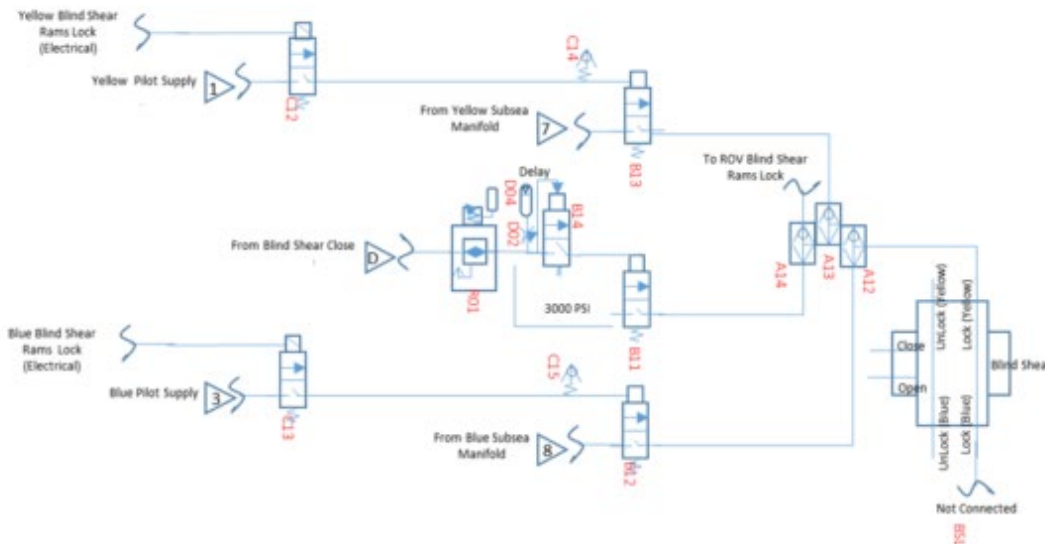 Yellow Blind Shear
Rams Lock
(Electrical)
C12
Yellow Pilot Supply
1
C14
From Yellow Subsea
Manifold
7
B13
To ROV Blind Shear
Rams Lock
Delay
D04
D02
B14
From Blind Shear Close
D
R01
3000 PSI
B11
A14
A13
A12
Blue Blind Shear
Rams Lock
(Electrical)
C13
Blue Pilot Supply
3
C15
From Blue Subsea
Manifold
8
B12
UnLock (Yellow)
Lock (Yellow)
Close
Open
Blind Shea
UnLock (Blue)
Lock (Blue)
Not Connected